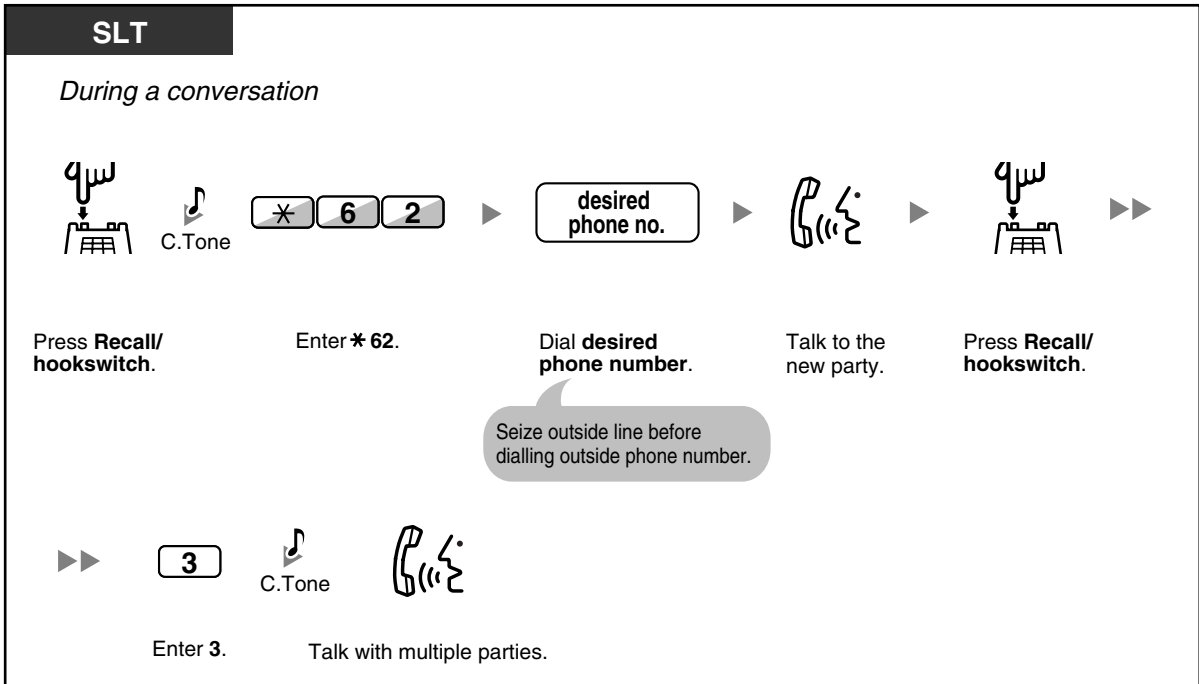 SLT
During a conversation
C.Tone
* 6 2
desired
phone no.
Press Recall/
hookswitch.
Enter * 62.
Dial desired
phone number.
Talk to the
new party.
Press Recall/
hookswitch.
Seize outside line before
dialling outside phone number.
3
C.Tone
Enter 3.
Talk with multiple parties.